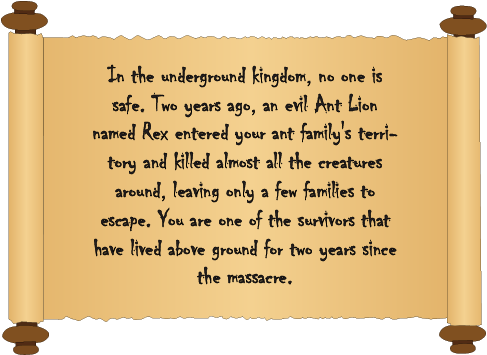 In the underground kingdom, no one is
safe. Two years ago, an evil Ant Lion
named Rex entered your ant family's terri-
tory and killed almost all the creatures
around, leaving only a few families to
escape. You are one of the survivors that
have lived above ground for two years since
the massacre.